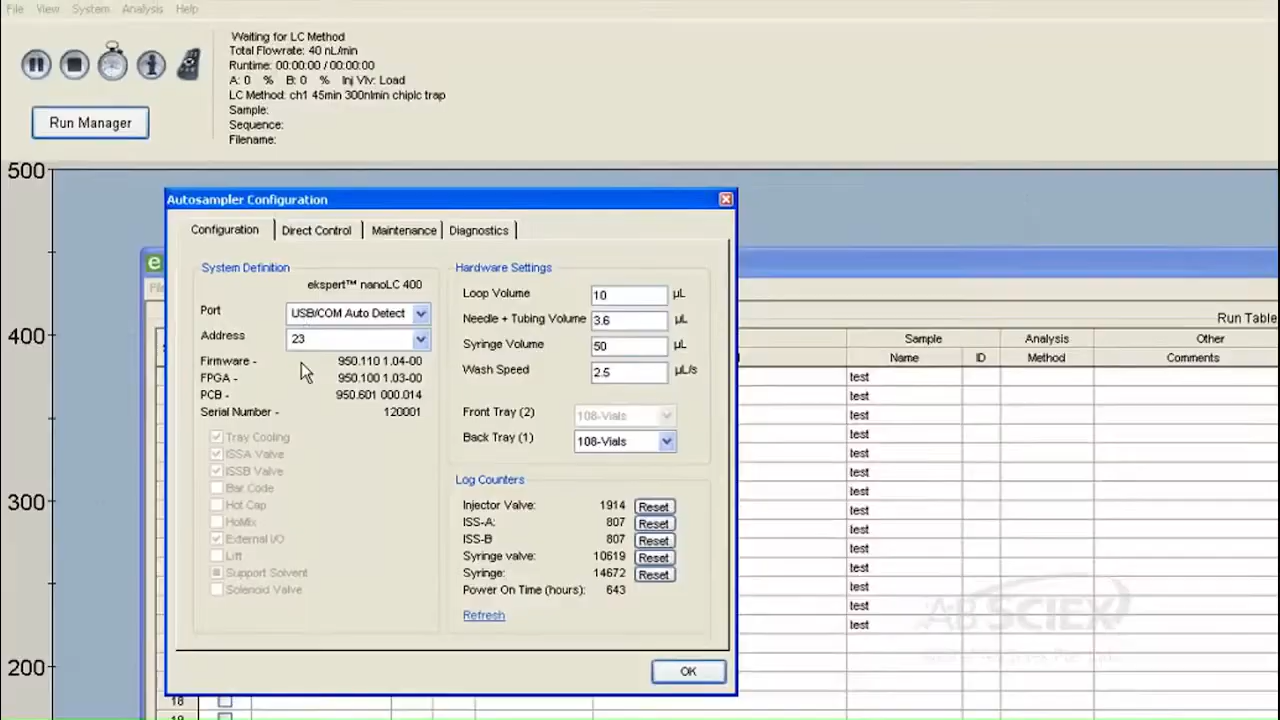 File View System Analysis Help
Waiting for LC Method
Total Flowrate: 40 nL/min
Runtime: 00:00:00 / 00:00:00
A: 0 % B: 0 % Inj Vlv: Load
LC Method: ch1 45min 300nlmin chiplc trap
Sample:
Sequence:
Filename:
Run Manager
500
400
300
200
Autosampler Configuration
Configuration Direct Control Maintenance Diagnostics
System Definition
ekspert™ nanoLC 400
Port USB/COM Auto Detect
Address 23
Firmware - 950.110 1.04-00
FPGA - 950.100 1.03-00
PCB - 950.601 000.014
Serial Number - 120001
Tray Cooling
ISSA Valve
ISSB Valve
Bar Code
Hot Cap
HoMix
External I/O
Lift
Support Solvent
Solenoid Valve
Hardware Settings
Loop Volume 10 µL
Needle + Tubing Volume 3.6 µL
Syringe Volume 50 µL
Wash Speed 2.5 µL/s
Front Tray (2) 108-Vials
Back Tray (1) 108-Vials
Log Counters
Injector Valve: 1914 Reset
ISS-A: 807 Reset
ISS-B 807 Reset
Syringe valve: 10619 Reset
Syringe: 14672 Reset
Power On Time (hours): 643
Refresh
OK
Run Table
Sample Analysis Other
Name ID Method Comments
test
test
test
test
test
test
test
test
test
test
test
test
test
test
18
AB SCIEX